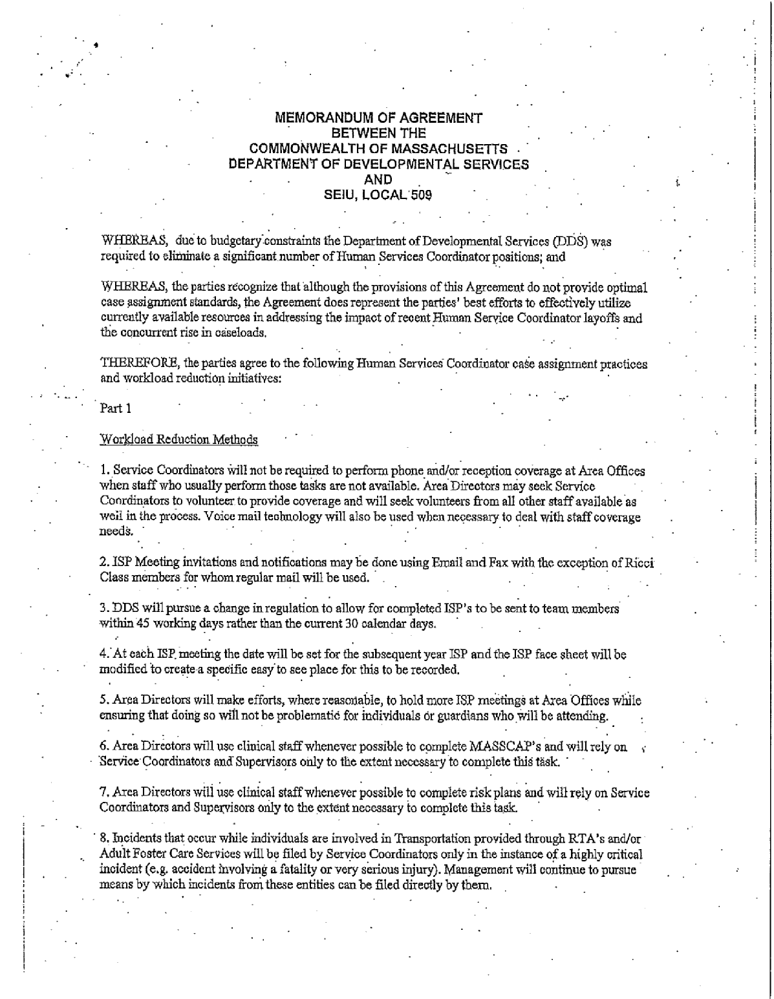 MEMORANDUM OF AGREEMENT
BETWEEN THE
COMMONWEALTH OF MASSACHUSETTS
DEPARTMENT OF DEVELOPMENTAL SERVICES
AND
SEIU, LOCAL 509
WHEREAS, due to budgetary constraints the Department of Developmental Services (DDS) was
required to eliminate a significant number of Human Services Coordinator positions; and
WHEREAS, the parties recognize that although the provisions of this Agreement do not provide optimal
case assignment standards, the Agreement does represent the parties' best efforts to effectively utilize
currently available resources in addressing the impact of recent Human Service Coordinator layoffs and
the concurrent rise in caseloads.
THEREFORE, the parties agree to the following Human Services Coordinator case assignment practices
and workload reduction initiatives:
Part 1
Workload Reduction Methods
1. Service Coordinators will not be required to perform phone and/or reception coverage at Area Offices
when staff who usually perform those tasks are not available. Area Directors may seek Service
Coordinators to volunteer to provide coverage and will seek volunteers from all other staff available as
well in the process. Voice mail technology will also be used when necessary to deal with staff coverage
needs.
2. ISP Meeting invitations and notifications may be done using Email and Fax with the exception of Ricci
Class members for whom regular mail will be used.
3. DDS will pursue a change in regulation to allow for completed ISP's to be sent to team members
within 45 working days rather than the current 30 calendar days.
4. At each ISP meeting the date will be set for the subsequent year ISP and the ISP face sheet will be
modified to create a specific easy to see place for this to be recorded.
5. Area Directors will make efforts, where reasonable, to hold more ISP meetings at Area Offices while
ensuring that doing so will not be problematic for individuals or guardians who will be attending.
6. Area Directors will use clinical staff whenever possible to complete MASSCAP's and will rely on
Service Coordinators and Supervisors only to the extent necessary to complete this task.
7. Area Directors will use clinical staff whenever possible to complete risk plans and will rely on Service
Coordinators and Supervisors only to the extent necessary to complete this task.
8. Incidents that occur while individuals are involved in Transportation provided through RTA's and/or
Adult Foster Care Services will be filed by Service Coordinators only in the instance of a highly critical
incident (e.g. accident involving a fatality or very serious injury). Management will continue to pursue
means by which incidents from these entities can be filed directly by them.